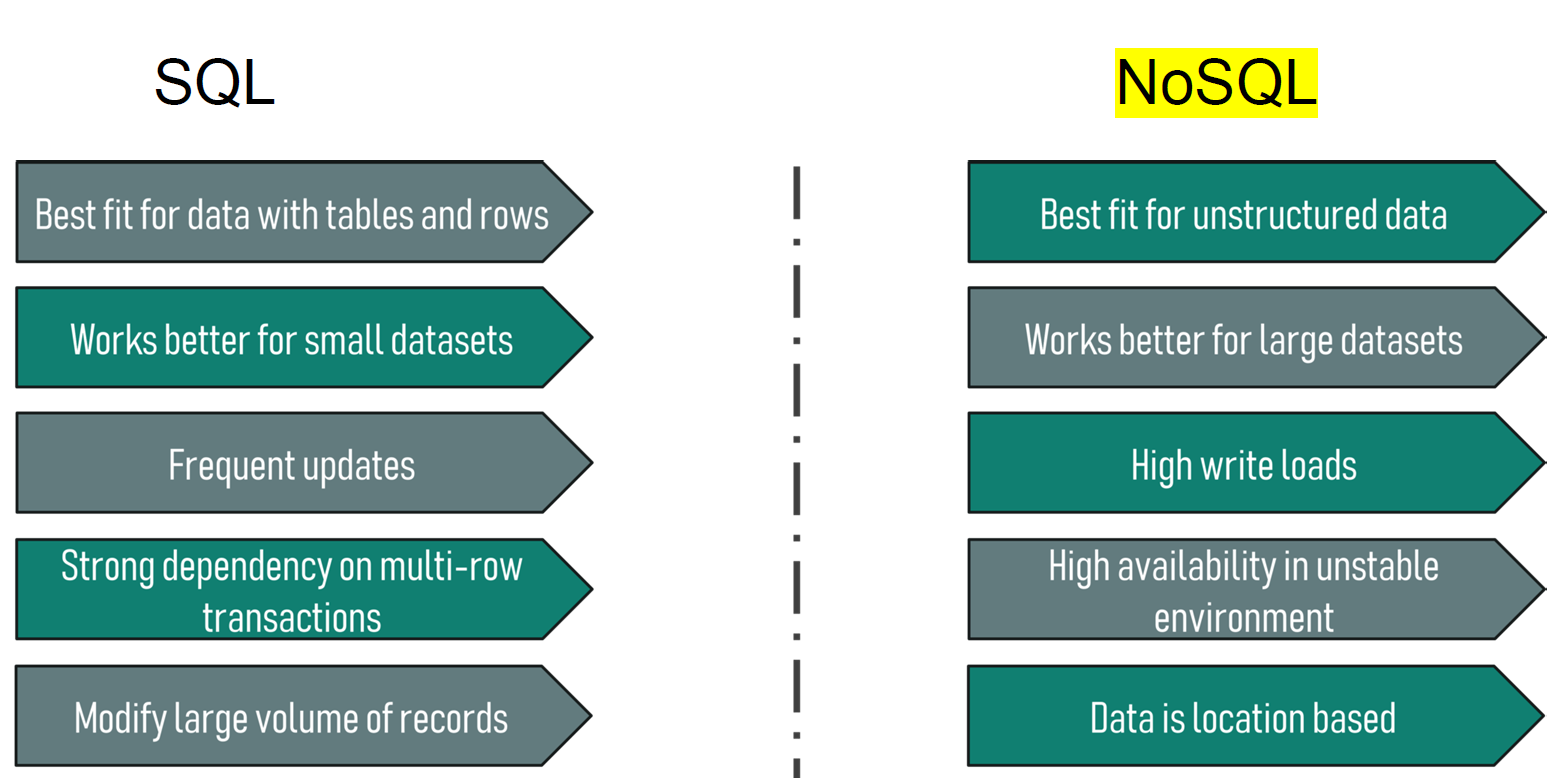 SQL
NoSQL
Best fit for data with tables and rows
Works better for small datasets
Frequent updates
Strong dependency on multi-row
transactions
Modify large volume of records
Best fit for unstructured data
Works better for large datasets
High write loads
High availability in unstable
environment
Data is location based